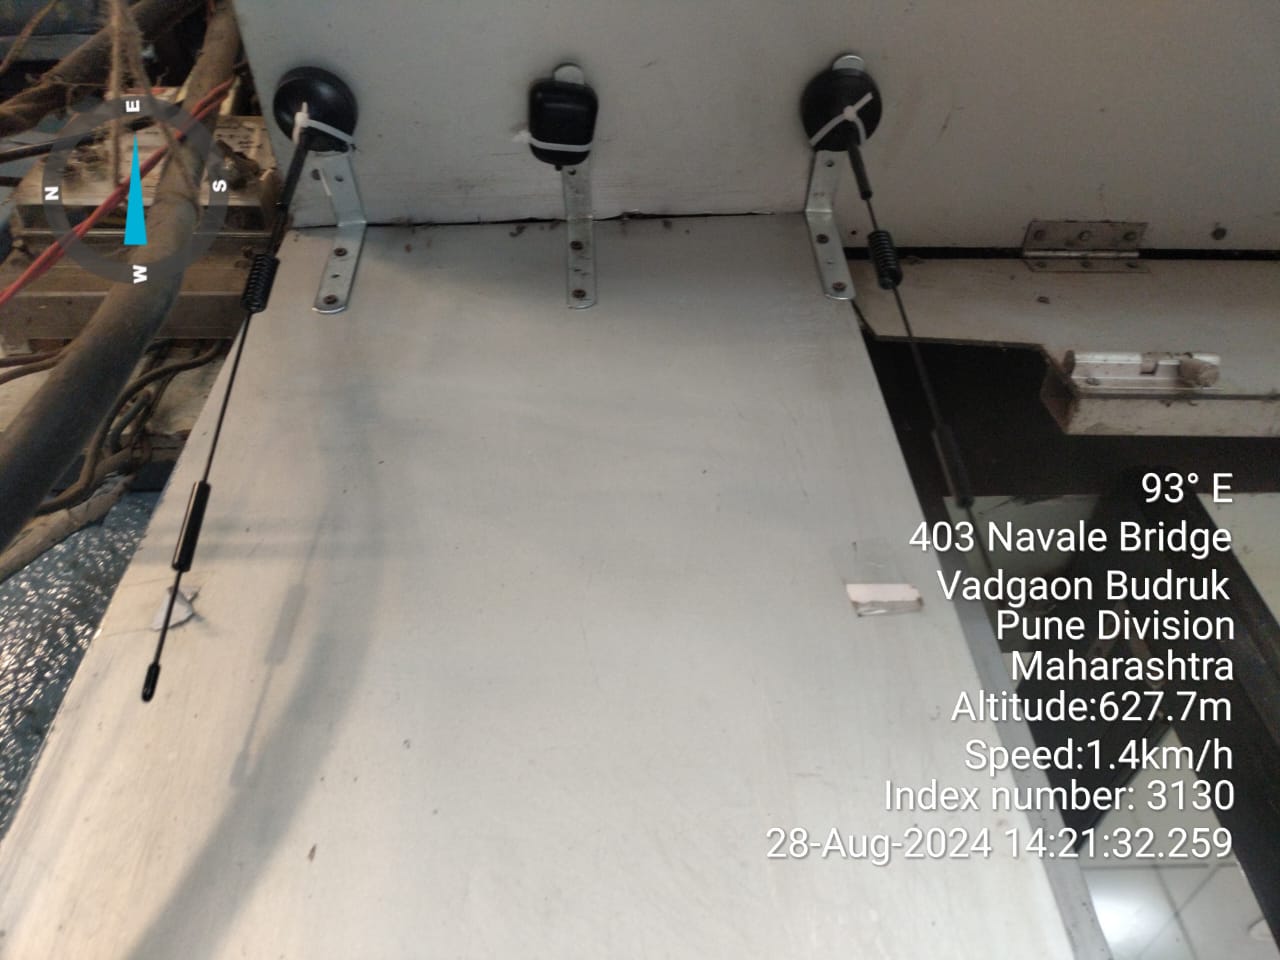 E
N
S
W
93° E
403 Navale Bridge
Vadgaon Budruk
Pune Division
Maharashtra
Altitude:627.7m
Speed:1.4km/h
Index number: 3130
28-Aug-2024 14:21:32.259